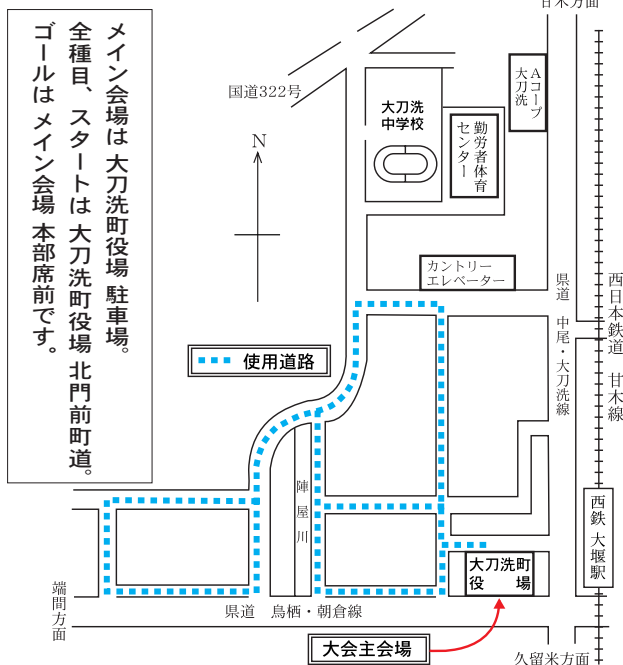 甘木方面
メイン会場は 大刀洗町役場 駐車場。
全種目、スタートは 大刀洗町役場 北門前町道。
ゴールは メイン会場 本部席前です。
国道322号
大刀洗
中学校
Aコープ
大刀洗
勤労者体育
センター
N
カントリー
エレベーター
県道 中尾・大刀洗線
西日本鉄道 甘木線
使用道路
陣屋川
西鉄 大堰駅
大刀洗町
役場
端間方面
県道 鳥栖・朝倉線
大会主会場
久留米方面